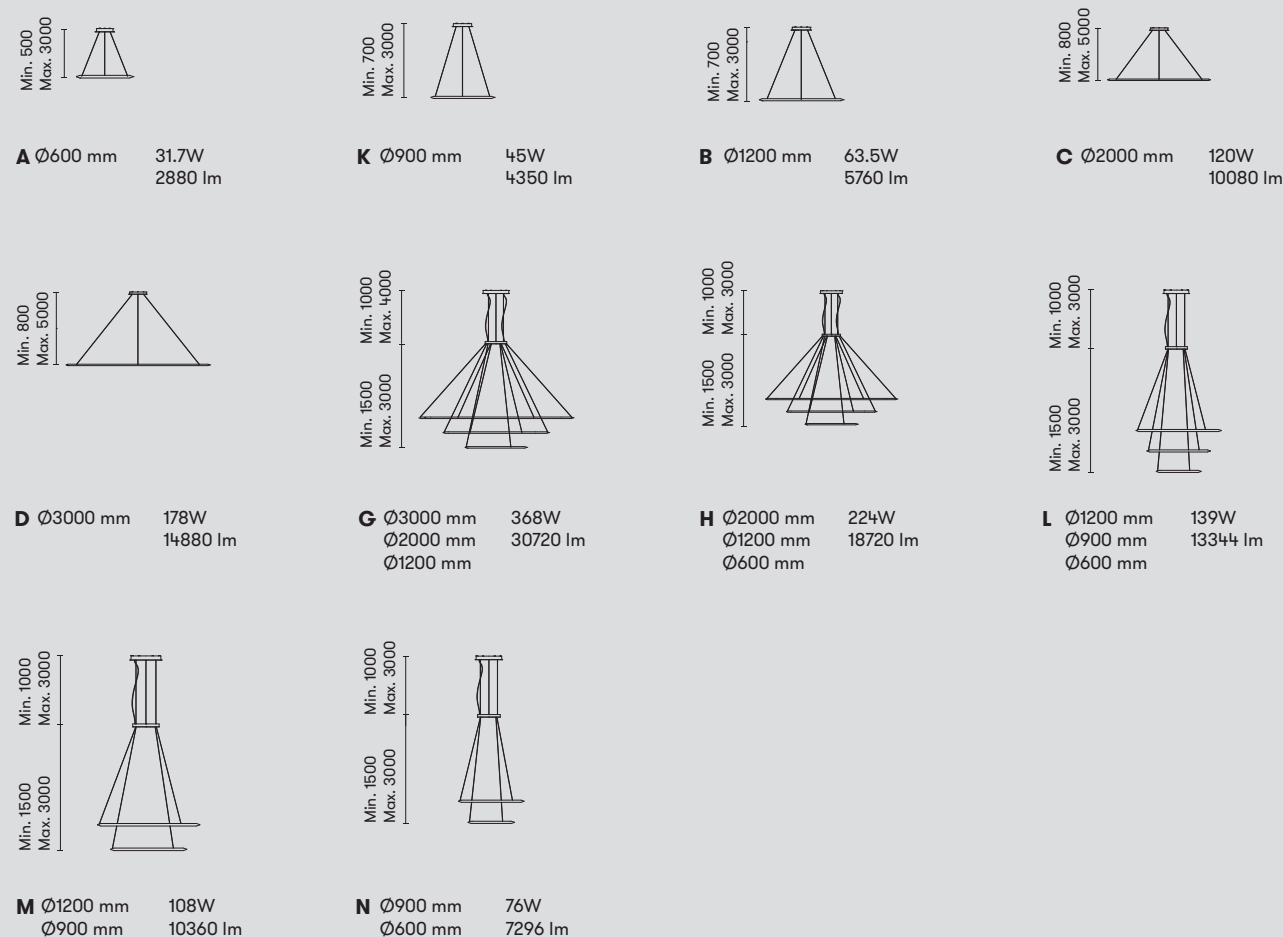 Min. 500
Max. 3000
A Ø600 mm 31.7W
2880 lm
Min. 700
Max. 3000
K Ø900 mm 45W
4350 lm
Min. 700
Max. 3000
B Ø1200 mm 63.5W
5760 lm
Min. 800
Max. 5000
C Ø2000 mm 120W
10080 lm
Min. 800
Max. 5000
D Ø3000 mm 178W
14880 lm
Min. 1000
Max. 4000
Min. 1500
Max. 3000
G Ø3000 mm 368W
Ø2000 mm 30720 lm
Ø1200 mm
Min. 1000
Max. 3000
Min. 1500
Max. 3000
H Ø2000 mm 224W
Ø1200 mm 18720 lm
Ø600 mm
Min. 1000
Max. 3000
Min. 1500
Max. 3000
L Ø1200 mm 139W
Ø900 mm 13344 lm
Ø600 mm
Min. 1000
Max. 3000
Min. 1500
Max. 3000
M Ø1200 mm 108W
Ø900 mm 10360 lm
Min. 1000
Max. 3000
Min. 1500
Max. 3000
N Ø900 mm 76W
Ø600 mm 7296 lm